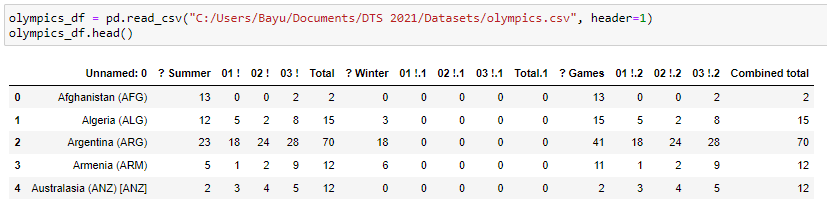 olympics_df = pd.read_csv("C:/Users/Bayu/Documents/DTS 2021/Datasets/olympics.csv", header=1)
olympics_df.head()
Unnamed: 0 ? Summer 01 ! 02 ! 03 ! Total ? Winter 01 !.1 02 !.1 03 !.1 Total.1 ? Games 01 !.2 02 !.2 03 !.2 Combined total
0 Afghanistan (AFG) 13 0 0 2 2 0 0 0 0 0 13 0 0 2 2
1 Algeria (ALG) 12 5 2 8 15 3 0 0 0 0 15 5 2 8 15
2 Argentina (ARG) 23 18 24 28 70 18 0 0 0 0 41 18 24 28 70
3 Armenia (ARM) 5 1 2 9 12 6 0 0 0 0 11 1 2 9 12
4 Australasia (ANZ) [ANZ] 2 3 4 5 12 0 0 0 0 0 2 3 4 5 12